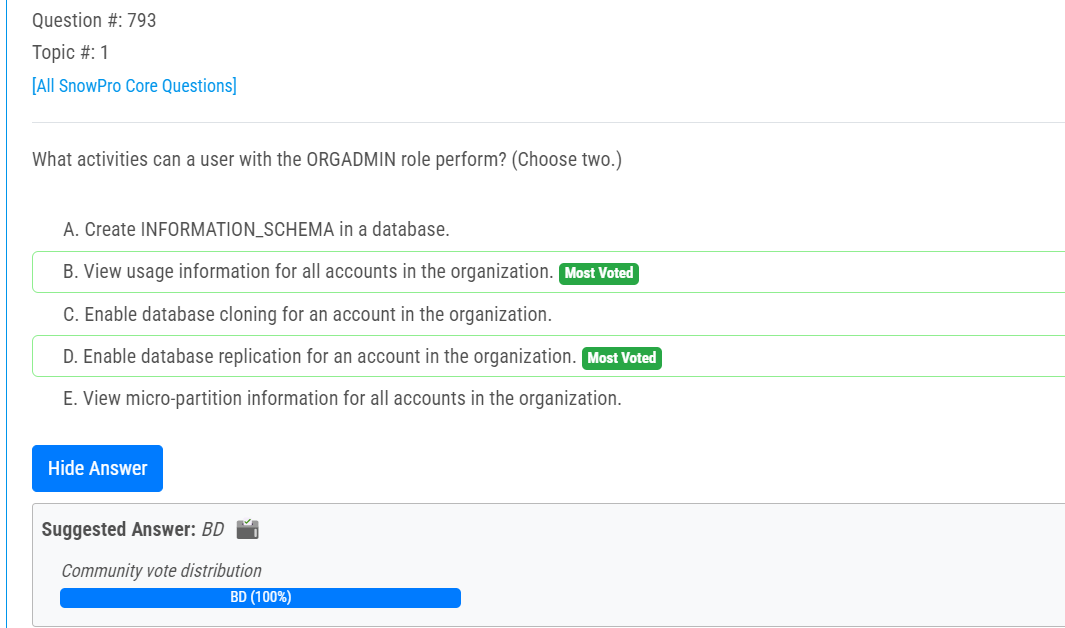 Question #: 793
Topic #: 1
[All SnowPro Core Questions]
What activities can a user with the ORGADMIN role perform? (Choose two.)
A. Create INFORMATION_SCHEMA in a database.
B. View usage information for all accounts in the organization. Most Voted
C. Enable database cloning for an account in the organization.
D. Enable database replication for an account in the organization. Most Voted
E. View micro-partition information for all accounts in the organization.
Hide Answer
Suggested Answer: BD
Community vote distribution
BD (100%)